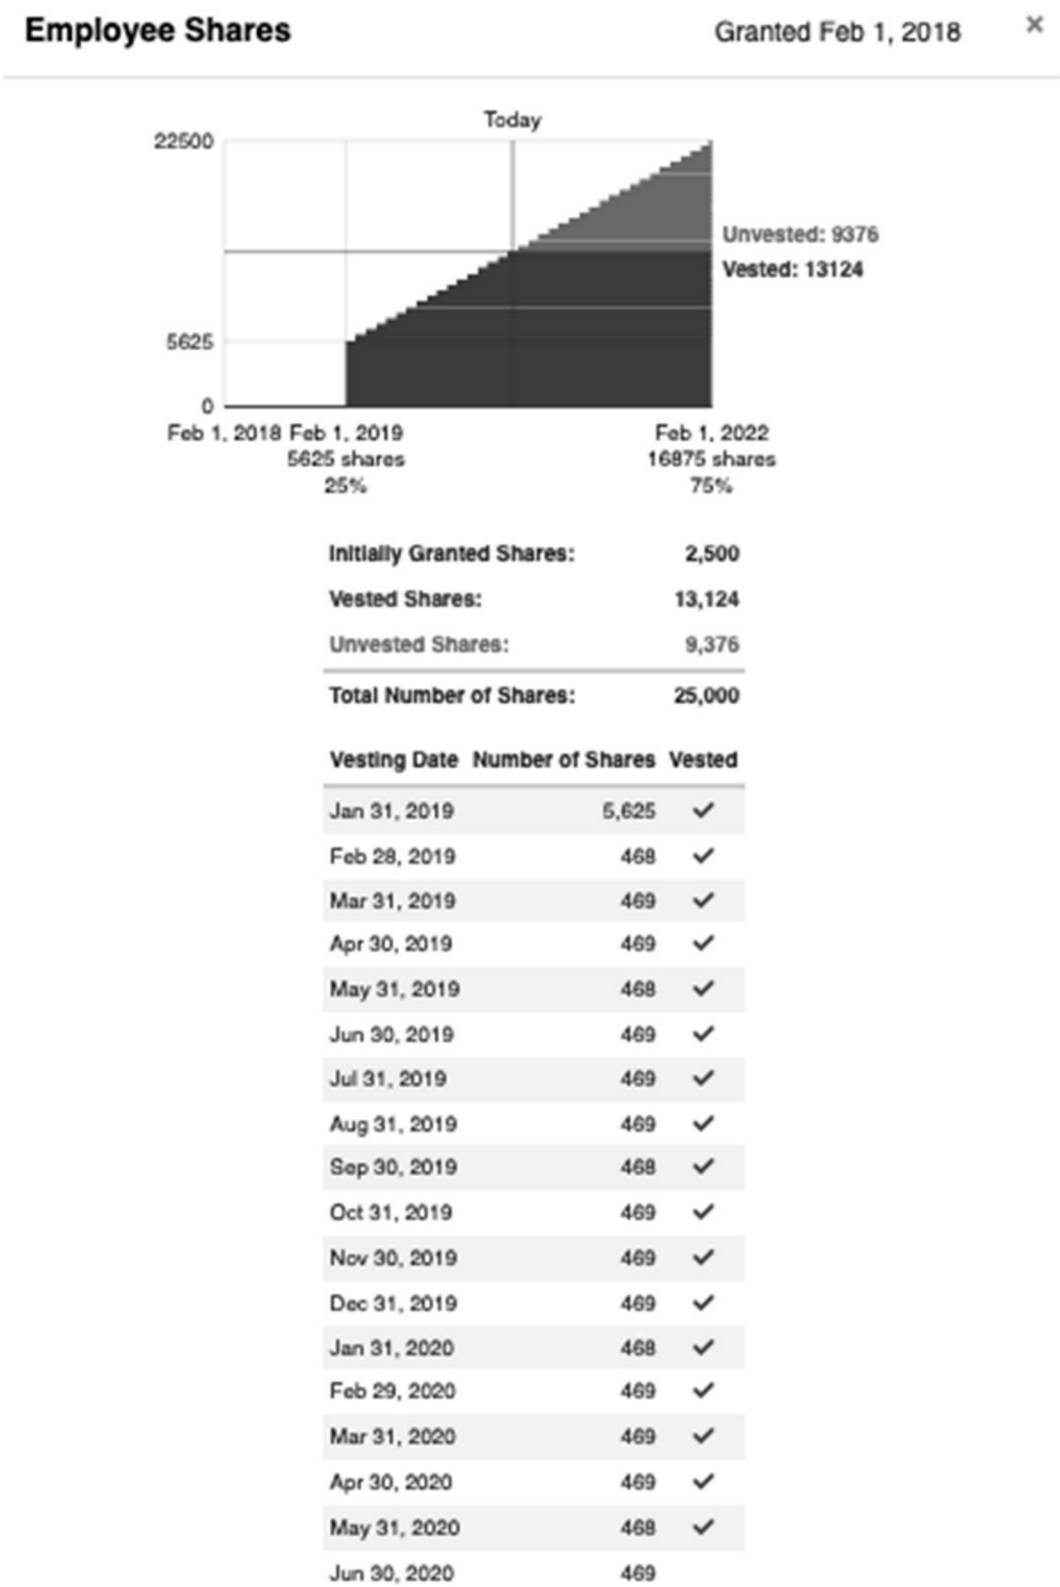 Employee Shares Granted Feb 1, 2018 ×
Today
22500
Unvested: 9376
Vested: 13124
5625
0
Feb 1, 2018 Feb 1, 2019 Feb 1, 2022
5625 shares 16875 shares
25% 75%
Initially Granted Shares: 2,500
Vested Shares: 13,124
Unvested Shares: 9,376
Total Number of Shares: 25,000
Vesting Date Number of Shares Vested
Jan 31, 2019 5,625 ✓
Feb 28, 2019 468 ✓
Mar 31, 2019 469 ✓
Apr 30, 2019 469 ✓
May 31, 2019 468 ✓
Jun 30, 2019 469 ✓
Jul 31, 2019 469 ✓
Aug 31, 2019 469 ✓
Sep 30, 2019 468 ✓
Oct 31, 2019 469 ✓
Nov 30, 2019 469 ✓
Dec 31, 2019 469 ✓
Jan 31, 2020 468 ✓
Feb 29, 2020 469 ✓
Mar 31, 2020 469 ✓
Apr 30, 2020 469 ✓
May 31, 2020 468 ✓
Jun 30, 2020 469